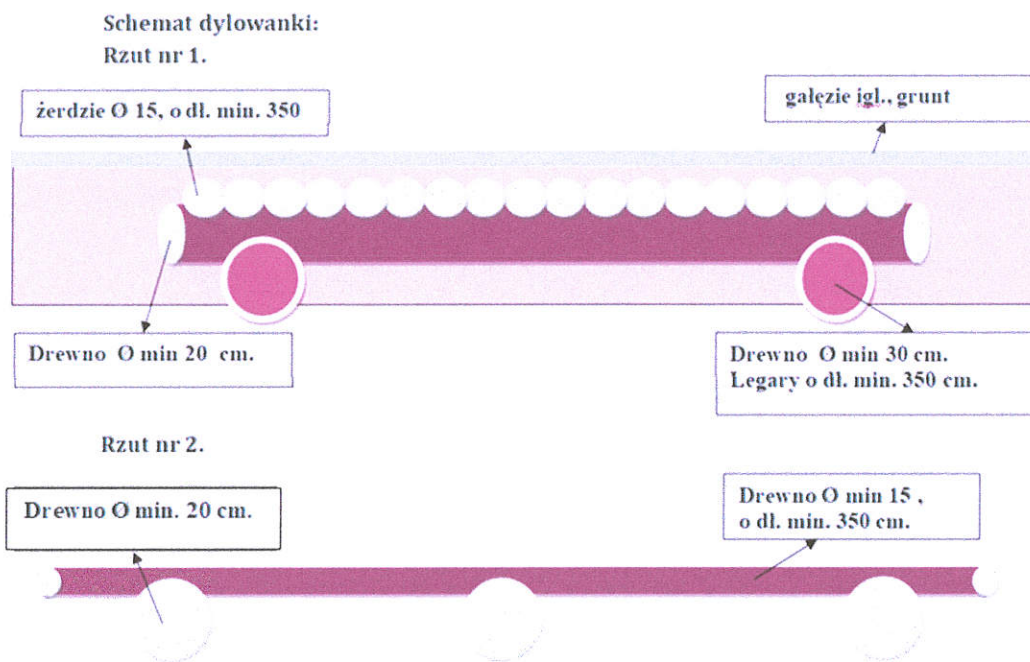 Schemat dylowanki:
Rzut nr 1.
żerdzie O 15, o dł. min. 350
gałęzie igl., grunt
Drewno O min 20 cm.
Drewno O min 30 cm.
Legary o dł. min. 350 cm.
Rzut nr 2.
Drewno O min. 20 cm.
Drewno O min 15 ,
o dł. min. 350 cm.